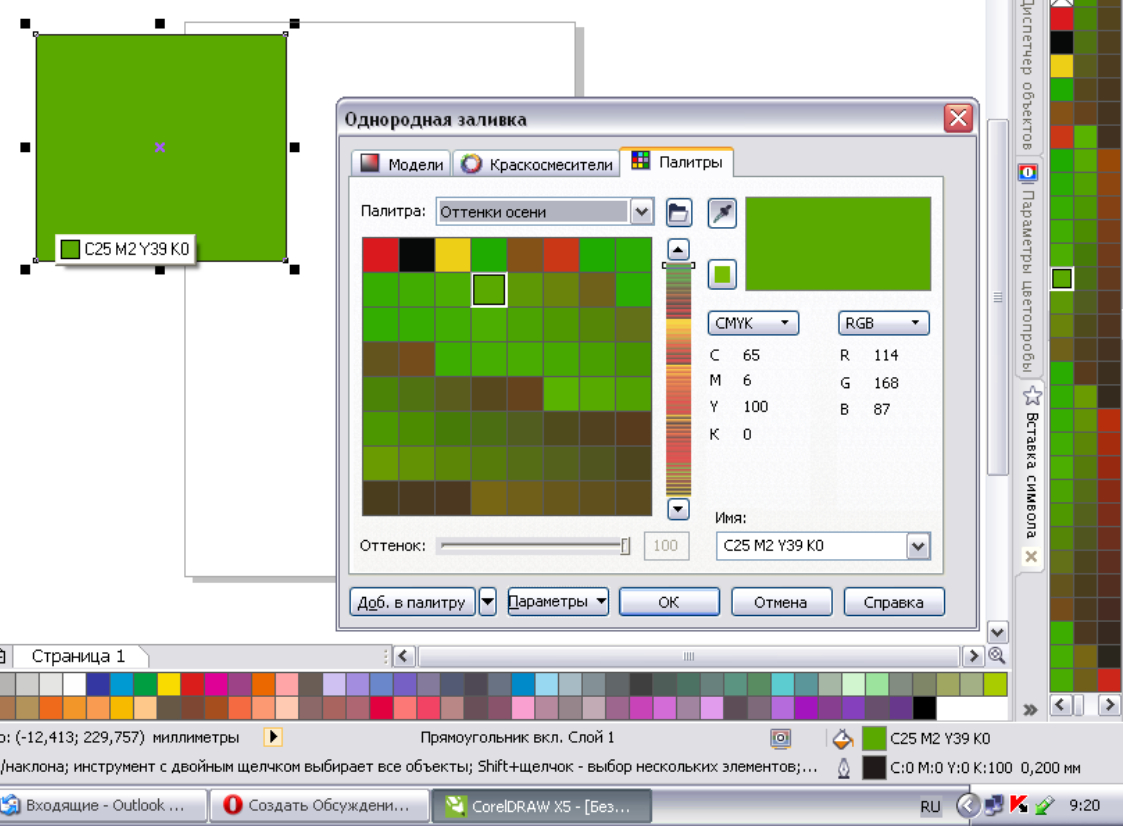 Диспетчер объектов
Однородная заливка
Модели
Краскосмесители
Палитры
Палитра:
Оттенки осени
Параметры цветопробы
C25 M2 Y39 K0
CMYK
RGB
C 65
R 114
M 6
G 168
Y 100
B 87
K 0
Вставка символа
Имя:
Оттенок:
100
C25 M2 Y39 K0
Доб. в палитру
Параметры
OK
Отмена
Справка
Страница 1
о: (-12,413; 229,757) миллиметры
Прямоугольник вкл. Слой 1
C25 M2 Y39 K0
/наклона; инструмент с двойным щелчком выбирает все объекты; Shift+щелчок - выбор нескольких элементов;...
C:0 M:0 Y:0 K:100 0,200 мм
Входящие - Outlook ...
Создать Обсуждени...
CorelDRAW X5 - [Без...
RU
9:20